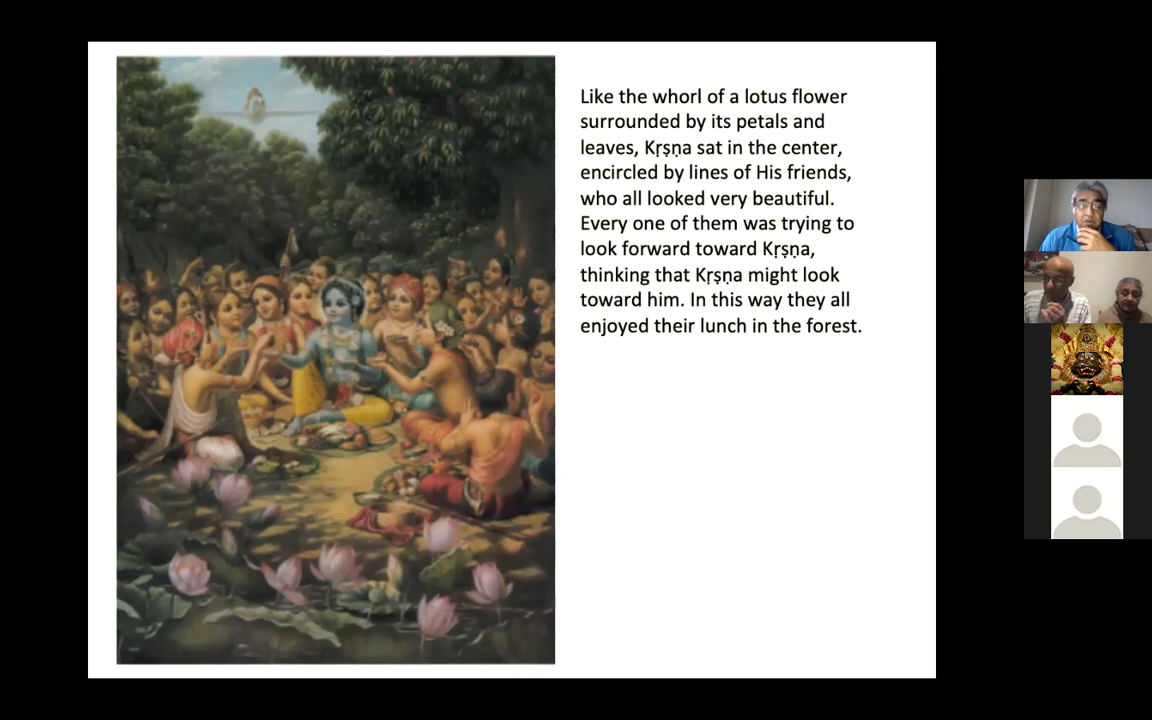 Like the whorl of a lotus flower
surrounded by its petals and
leaves, Kṛṣṇa sat in the center,
encircled by lines of His friends,
who all looked very beautiful.
Every one of them was trying to
look forward toward Kṛṣṇa,
thinking that Kṛṣṇa might look
toward him. In this way they all
enjoyed their lunch in the forest.